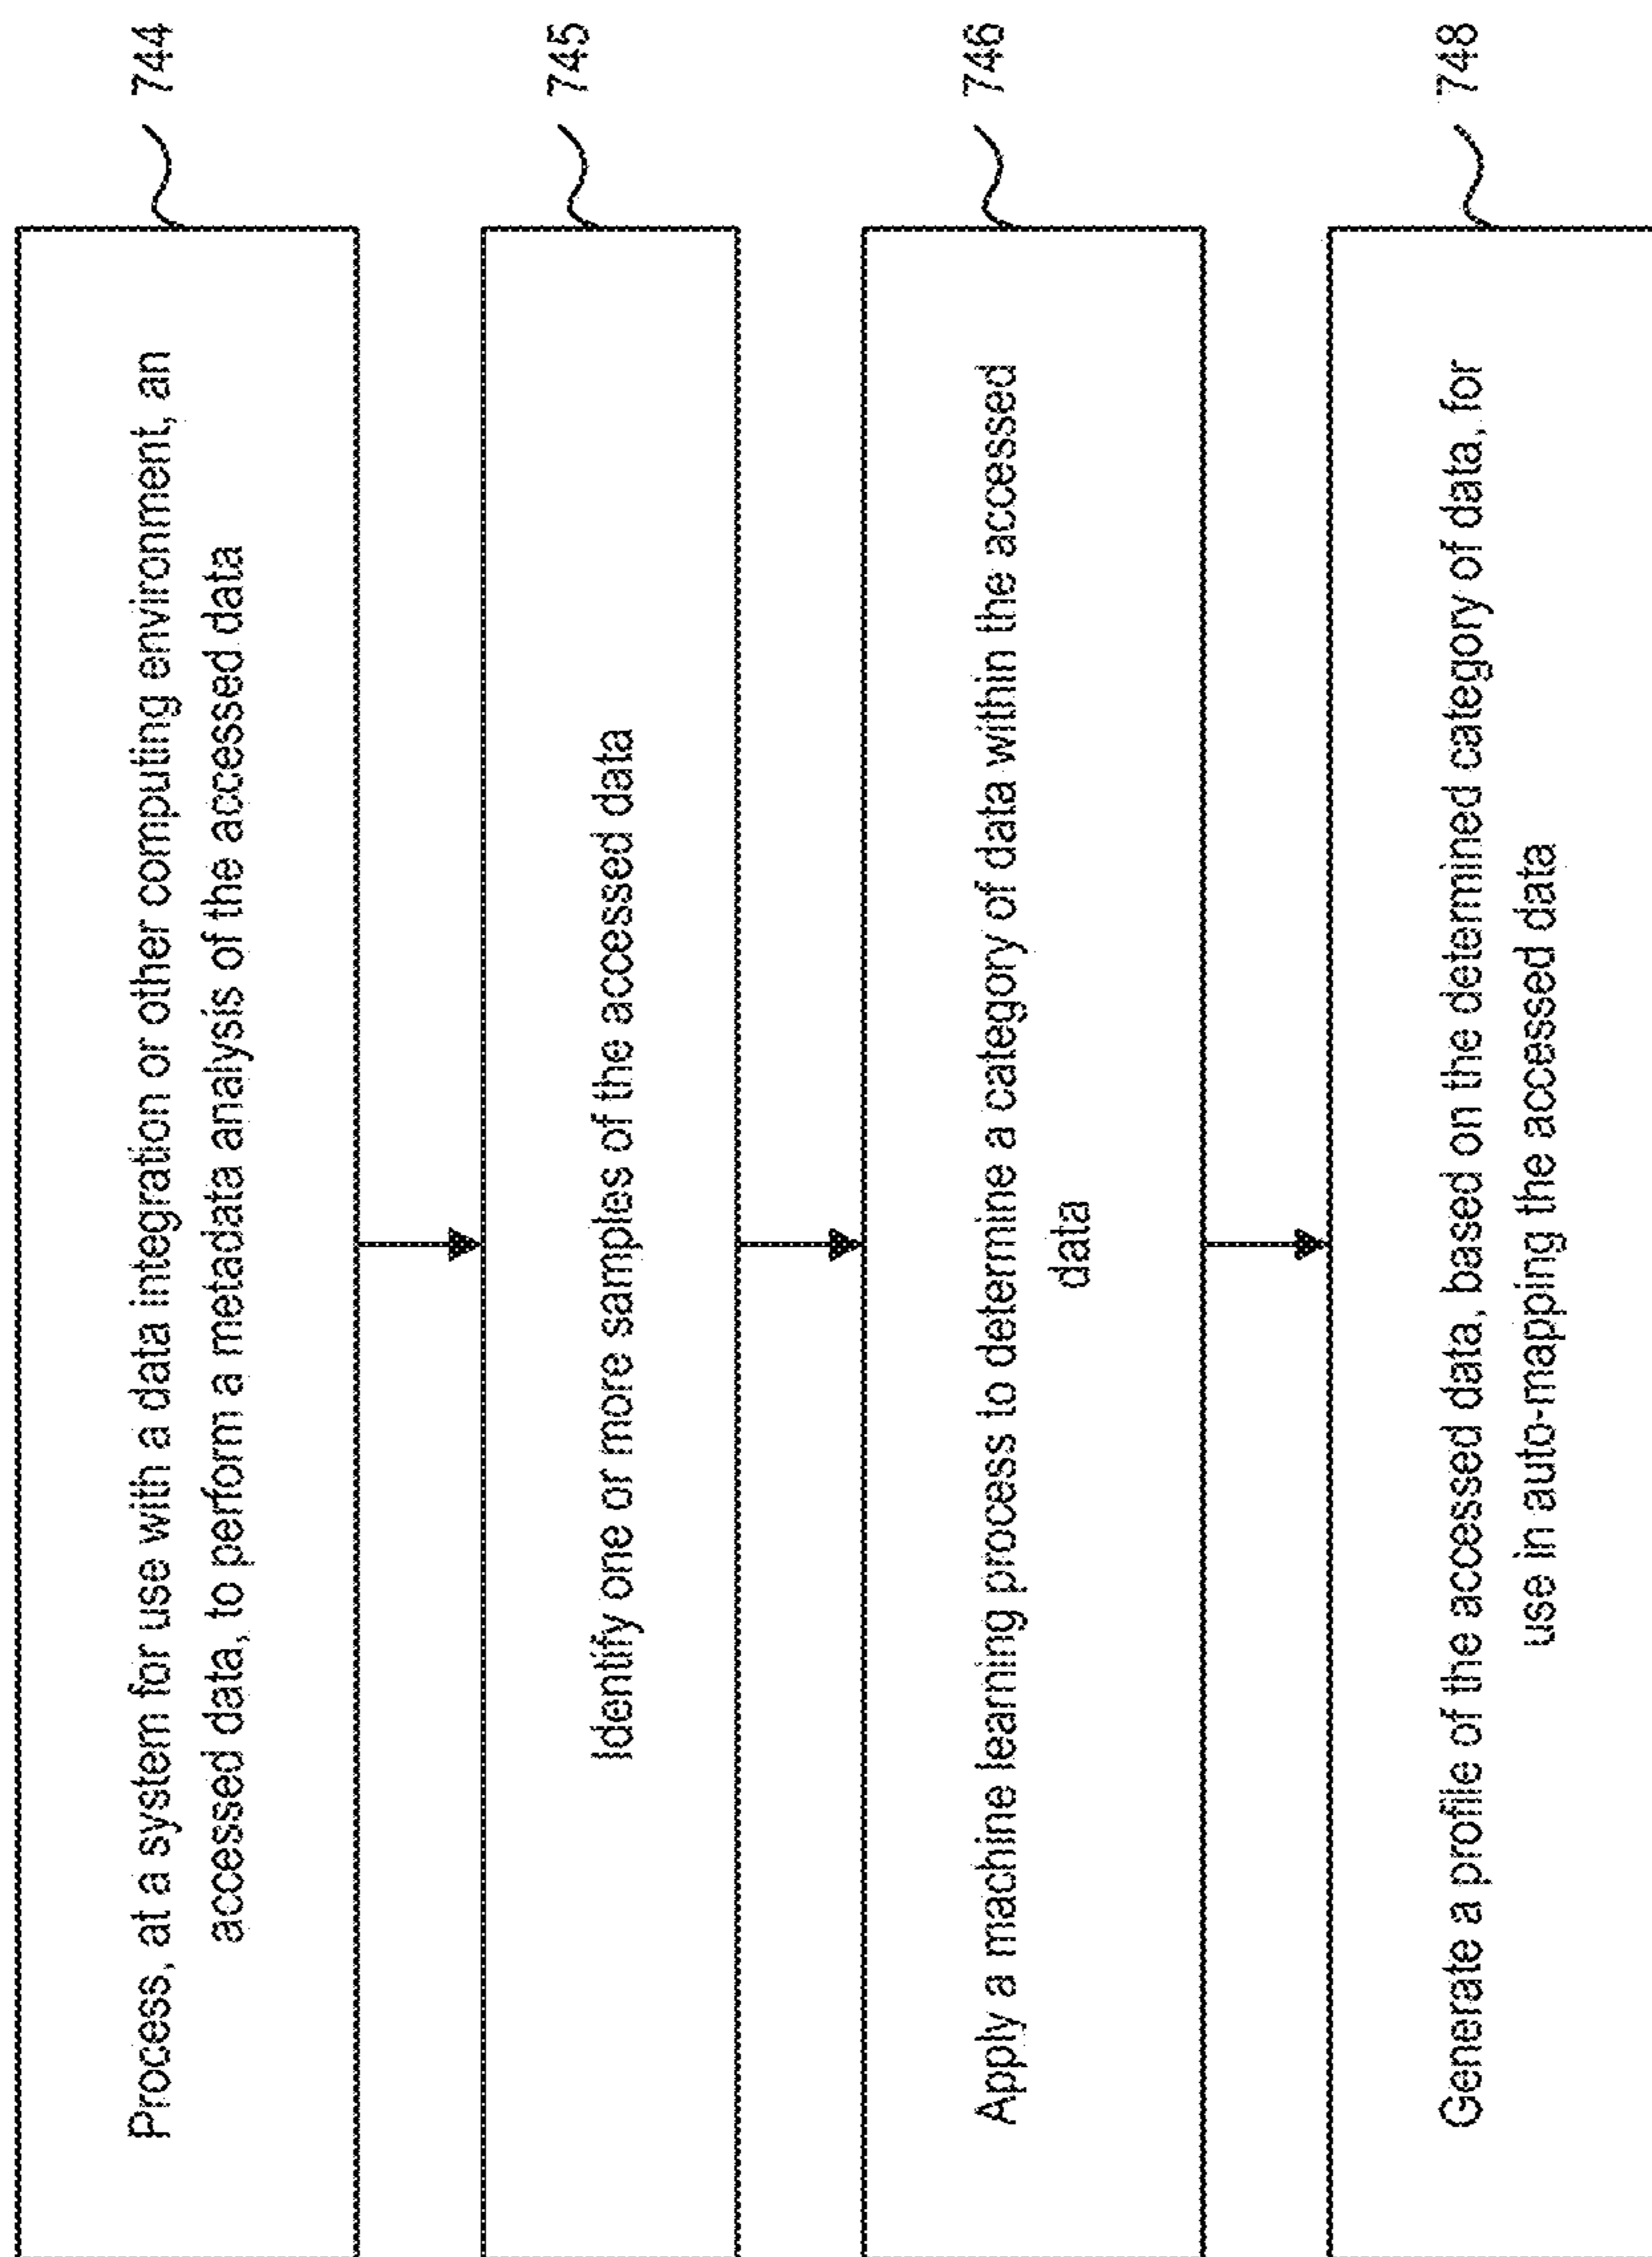 Process, at a system for use with a data integration or other computing environment, an
accessed data, to perform a metadata analysis of the accessed data
744
Identify one or more samples of the accessed data
745
Apply a machine learning process to determine a category of data within the accessed
data
746
Generate a profile of the accessed data, based on the determined category of data, for
use in auto-mapping the accessed data
748